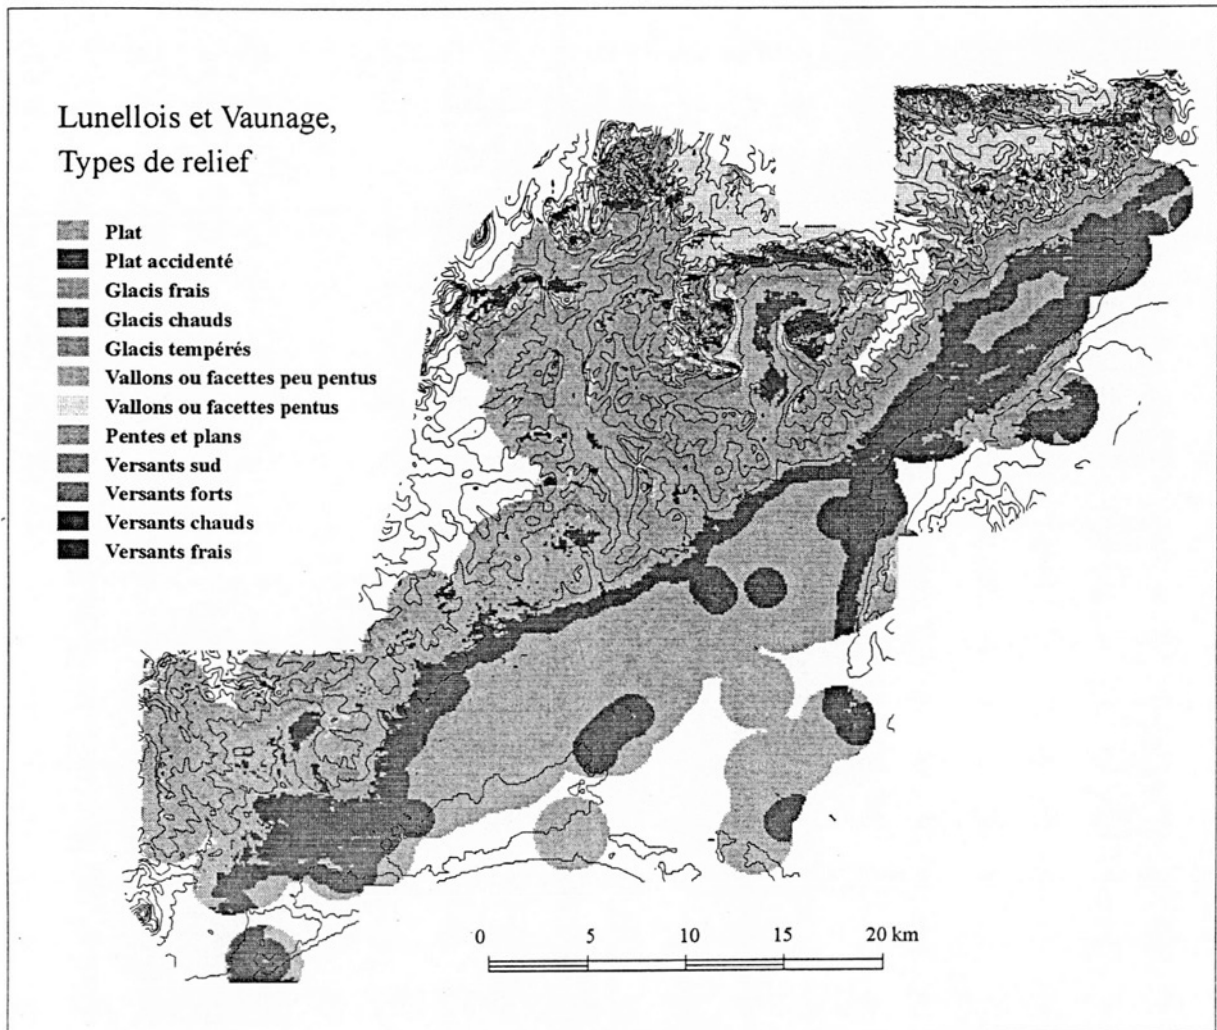 Lunellois et Vaunage,
Types de relief
Plat
Plat accidenté
Glacis frais
Glacis chauds
Glacis tempérés
Vallons ou facettes peu pentus
Vallons ou facettes pentus
Pentes et plans
Versants sud
Versants forts
Versants chauds
Versants frais
0 5 10 15 20 km